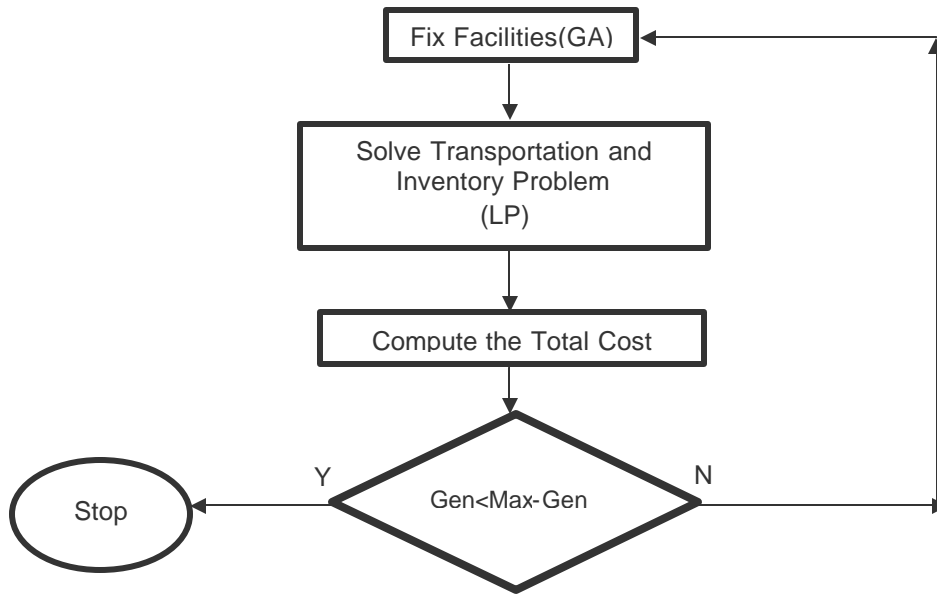 Fix Facilities(GA)
Solve Transportation and
Inventory Problem
(LP)
Compute the Total Cost
Y
N
Gen<Max-Gen
Stop